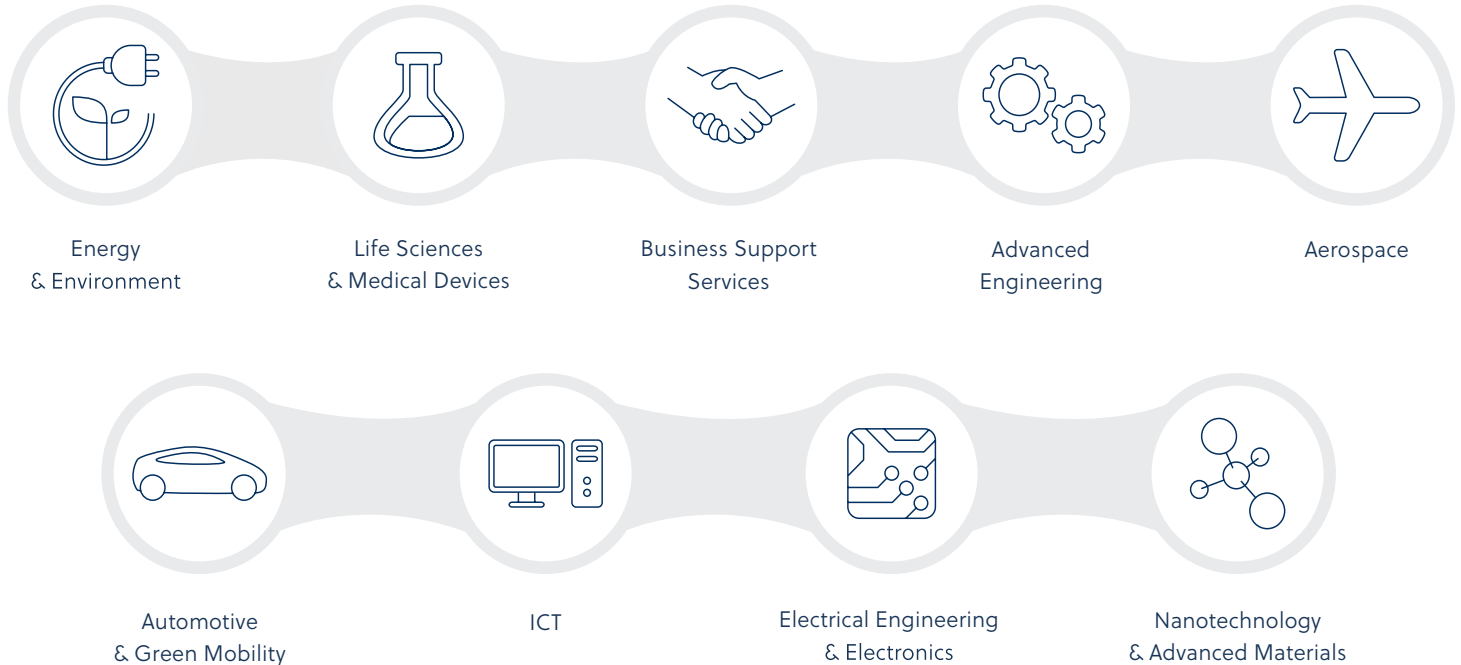 Energy
& Environment
Life Sciences
& Medical Devices
Business Support
Services
Advanced
Engineering
Aerospace
Automotive
& Green Mobility
ICT
Electrical Engineering
& Electronics
Nanotechnology
& Advanced Materials